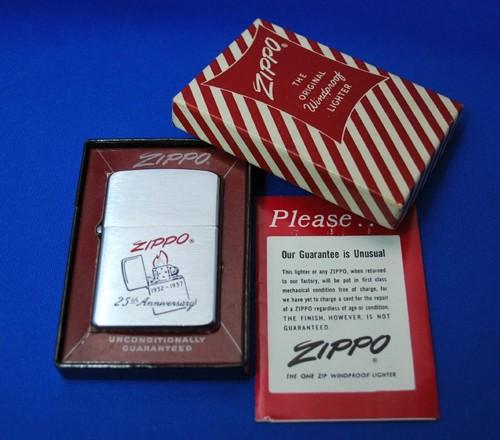 ZIPPO®
THE
ORIGINAL
Windproof
LIGHTER
ZIPPO®
ZIPPO
1932-1957
25th Anniversary
UNCONDITIONALLY
GUARANTEED
Please..
Our Guarantee is Unusual
This lighter or any ZIPPO, when returned
to our factory, will be put in first class
mechanical condition free of charge, for
we have yet to charge a cent for the repair
of a ZIPPO regardless of age or condition.
THE FINISH, HOWEVER, IS NOT
GUARANTEED.
ZIPPO®
THE ONE ZIP WINDPROOF LIGHTER